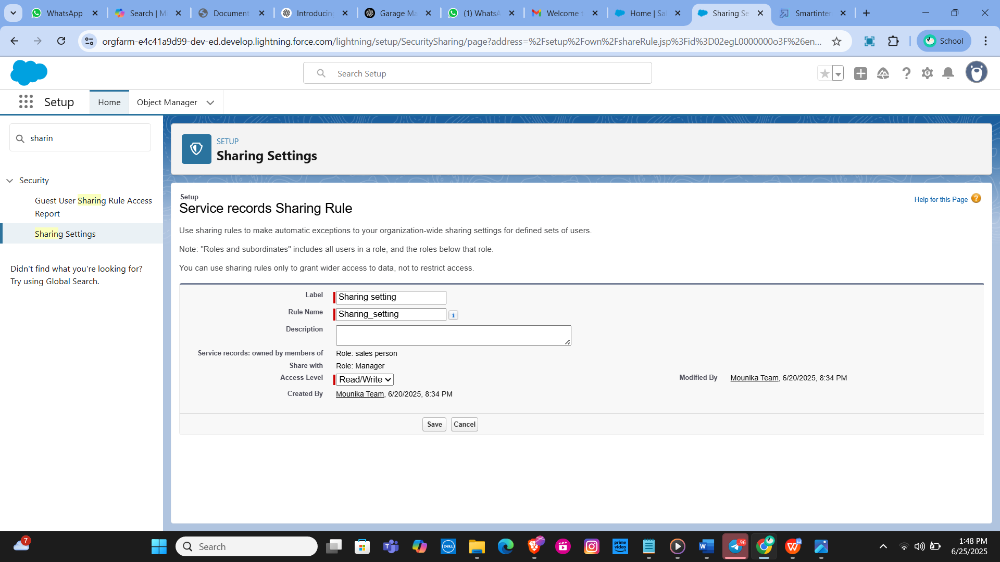 WhatsApp
Search | M
Document
Introducin
Garage Ma
(1) WhatsA
Welcome t
Home | Sal
Sharing Se
Smartinter
orgfarm-e4c41a9d99-dev-ed.develop.lightning.force.com/lightning/setup/SecuritySharing/page?address=%2Fsetup%2Fown%2FshareRule.jsp%3Fid%3D02egL0000000o3F%26en...
School
Search Setup
Setup
Home
Object Manager
sharin
Security
Guest User Sharing Rule Access
Report
Sharing Settings
Didn't find what you're looking for?
Try using Global Search.
SETUP
Sharing Settings
Setup
Service records Sharing Rule
Help for this Page
Use sharing rules to make automatic exceptions to your organization-wide sharing settings for defined sets of users.
Note: "Roles and subordinates" includes all users in a role, and the roles below that role.
You can use sharing rules only to grant wider access to data, not to restrict access.
Label Sharing setting
Rule Name Sharing_setting
Description
Service records: owned by members of Role: sales person
Share with Role: Manager
Access Level Read/Write Modified By Mounika Team, 6/20/2025, 8:34 PM
Created By Mounika Team, 6/20/2025, 8:34 PM
Save Cancel
7
Search
DELL
prime
video
96
1:48 PM
6/25/2025